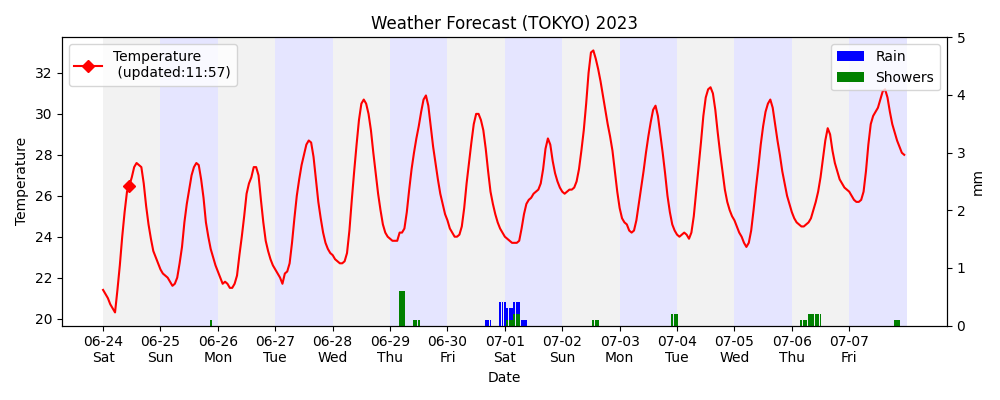 Weather Forecast (TOKYO) 2023
Temperature
(updated:11:57)
Rain
Showers
Temperature
32
30
28
26
24
22
20
5
4
3
2
1
0
mm
06-24 06-25 06-26 06-27 06-28 06-29 06-30 07-01 07-02 07-03 07-04 07-05 07-06 07-07
Sat Sun Mon Tue Wed Thu Fri Sat Sun Mon Tue Wed Thu Fri
Date